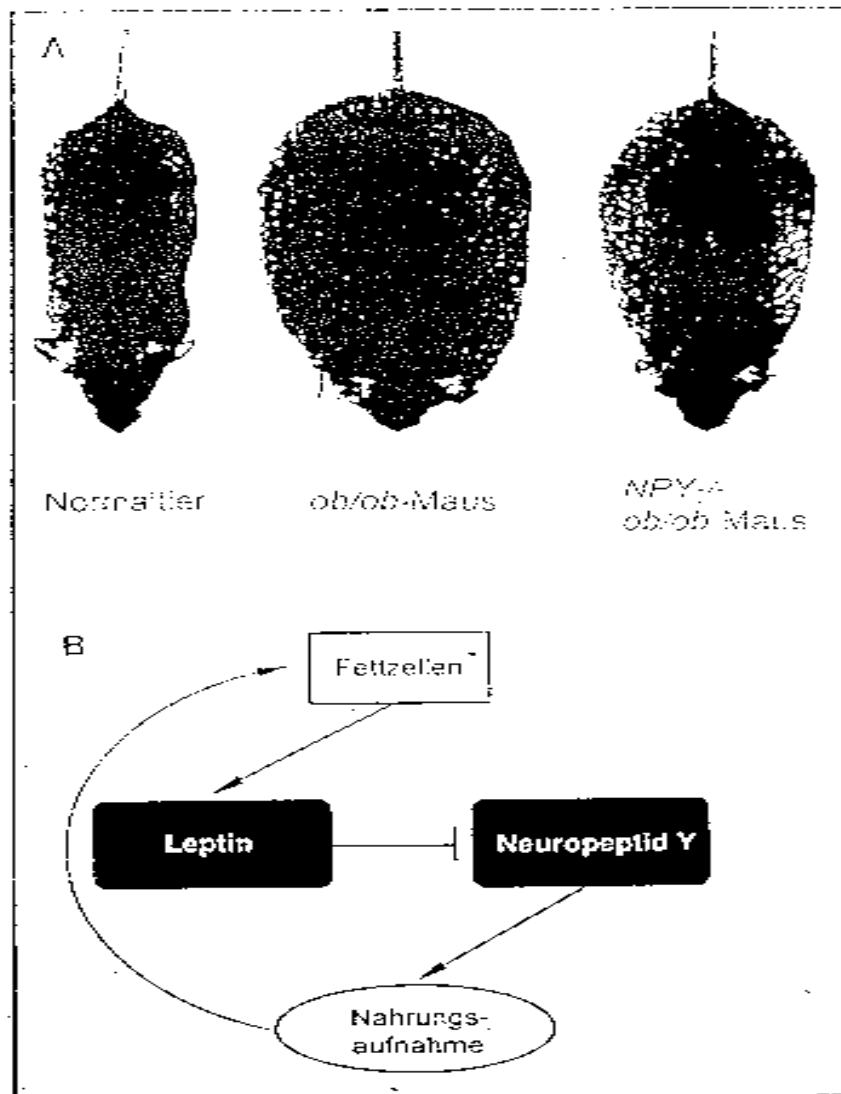 A
Normaltier
ob/ob-Maus
NPY-/-
ob/ob Maus
B
Fettzellen
Leptin
Neuropeptid Y
Nahrungs-
aufnahme